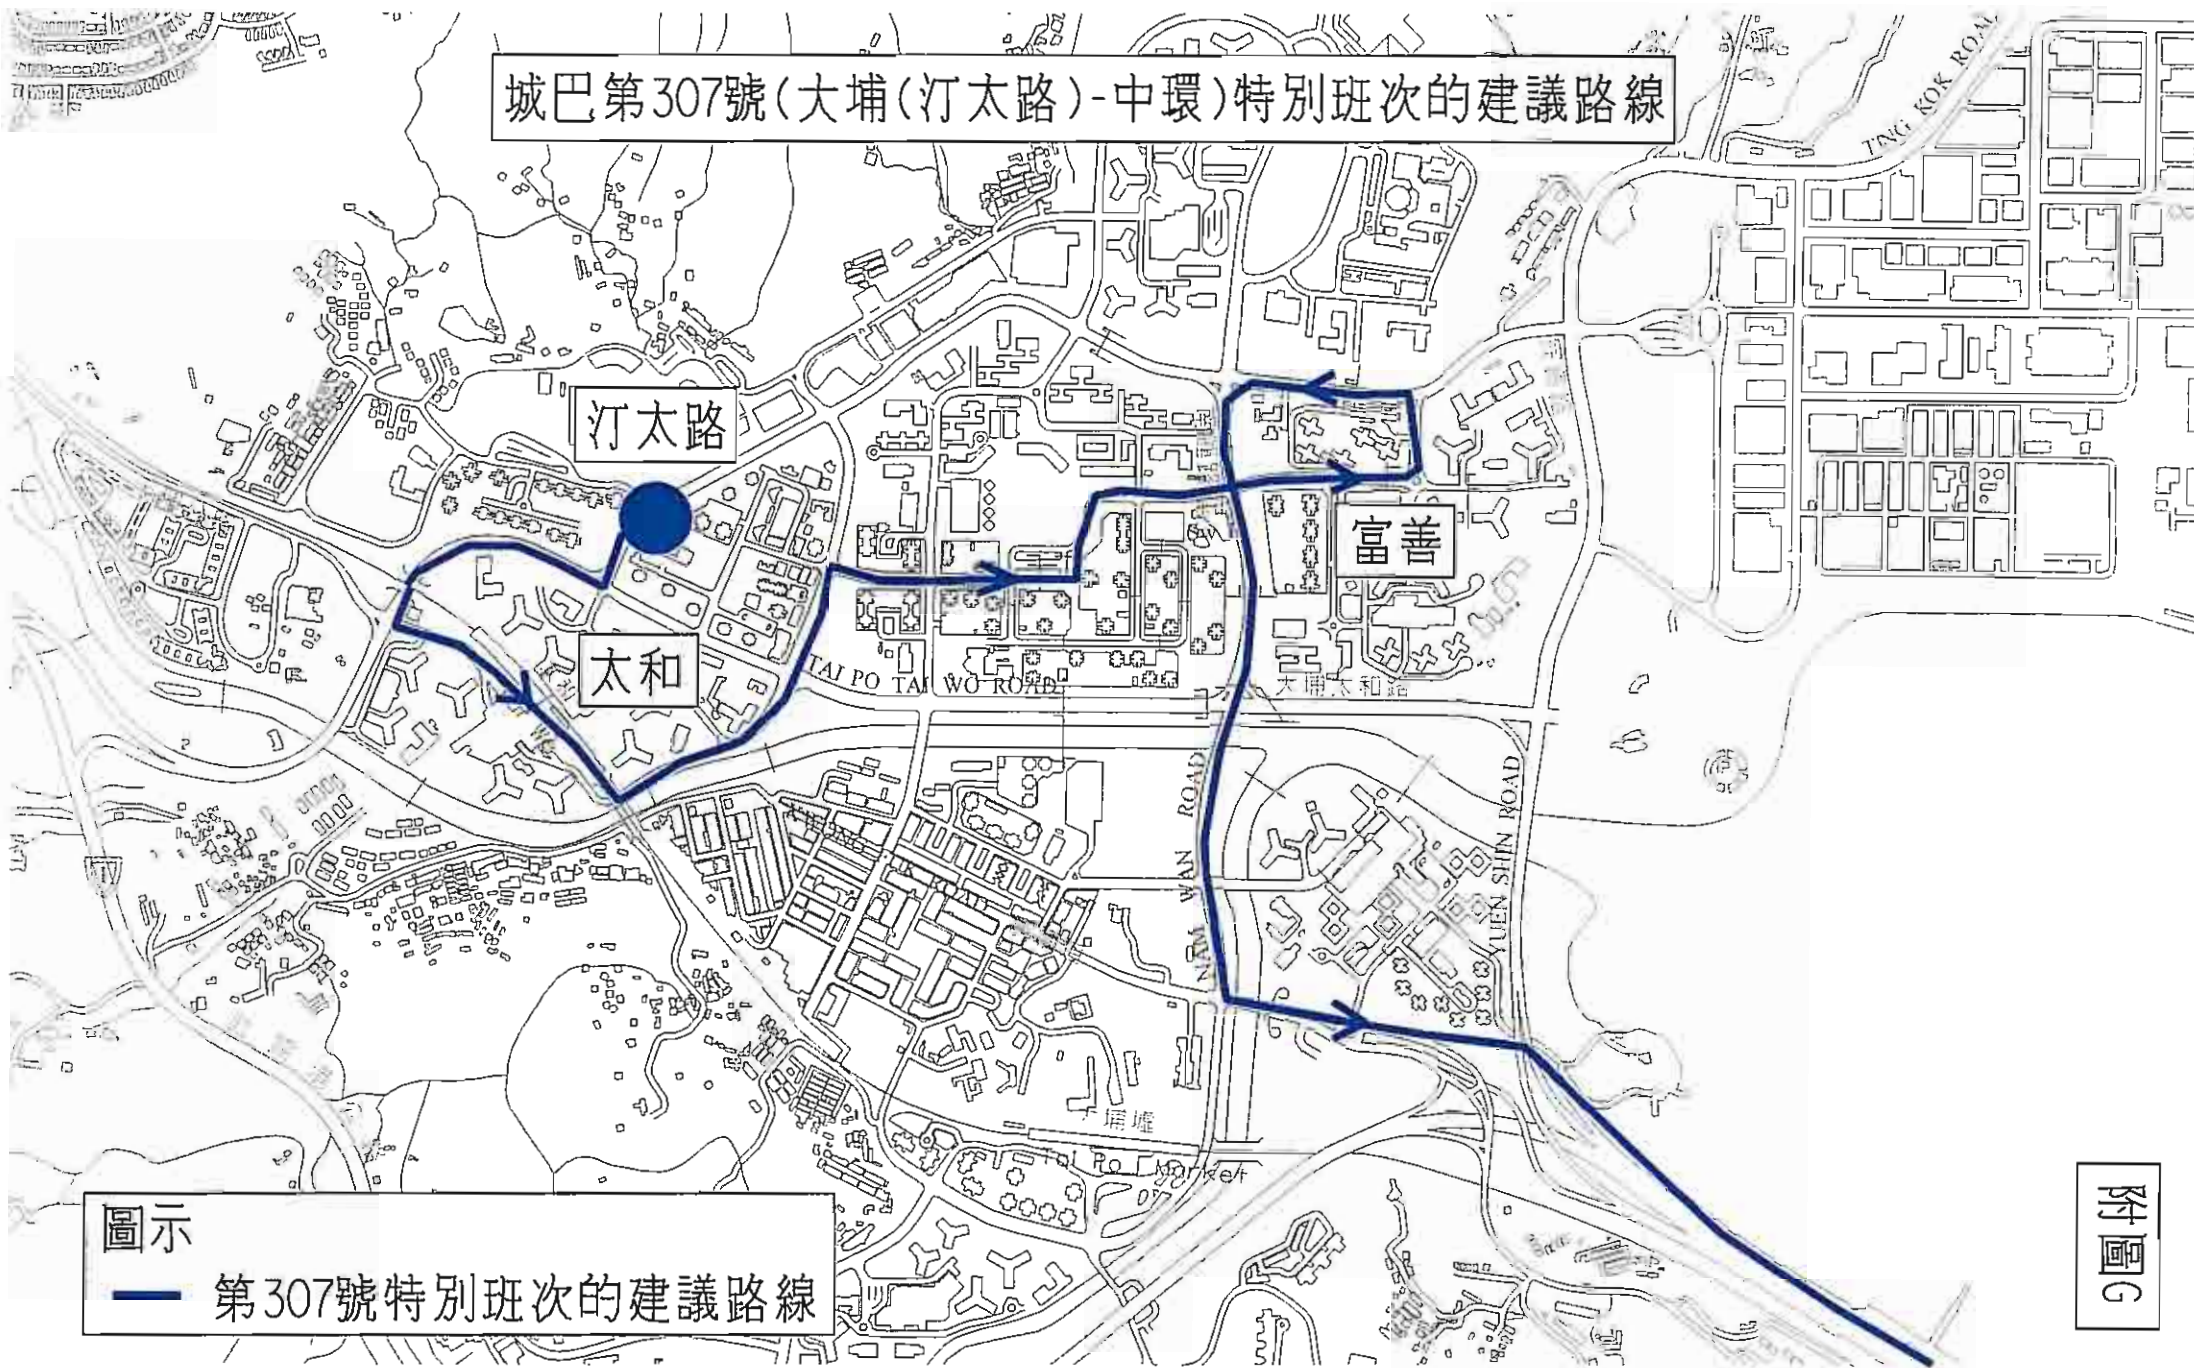 城巴第307號(大埔(汀太路)-中環)特別班次的建議路線
TING KOK ROAD
汀太路
富善
太和
TAI PO TAI WO ROAD
大埔太和路
NAM WAN ROAD
YUEN SHIN ROAD
大埔墟
Tai Po Market
附圖G
圖示
第307號特別班次的建議路線